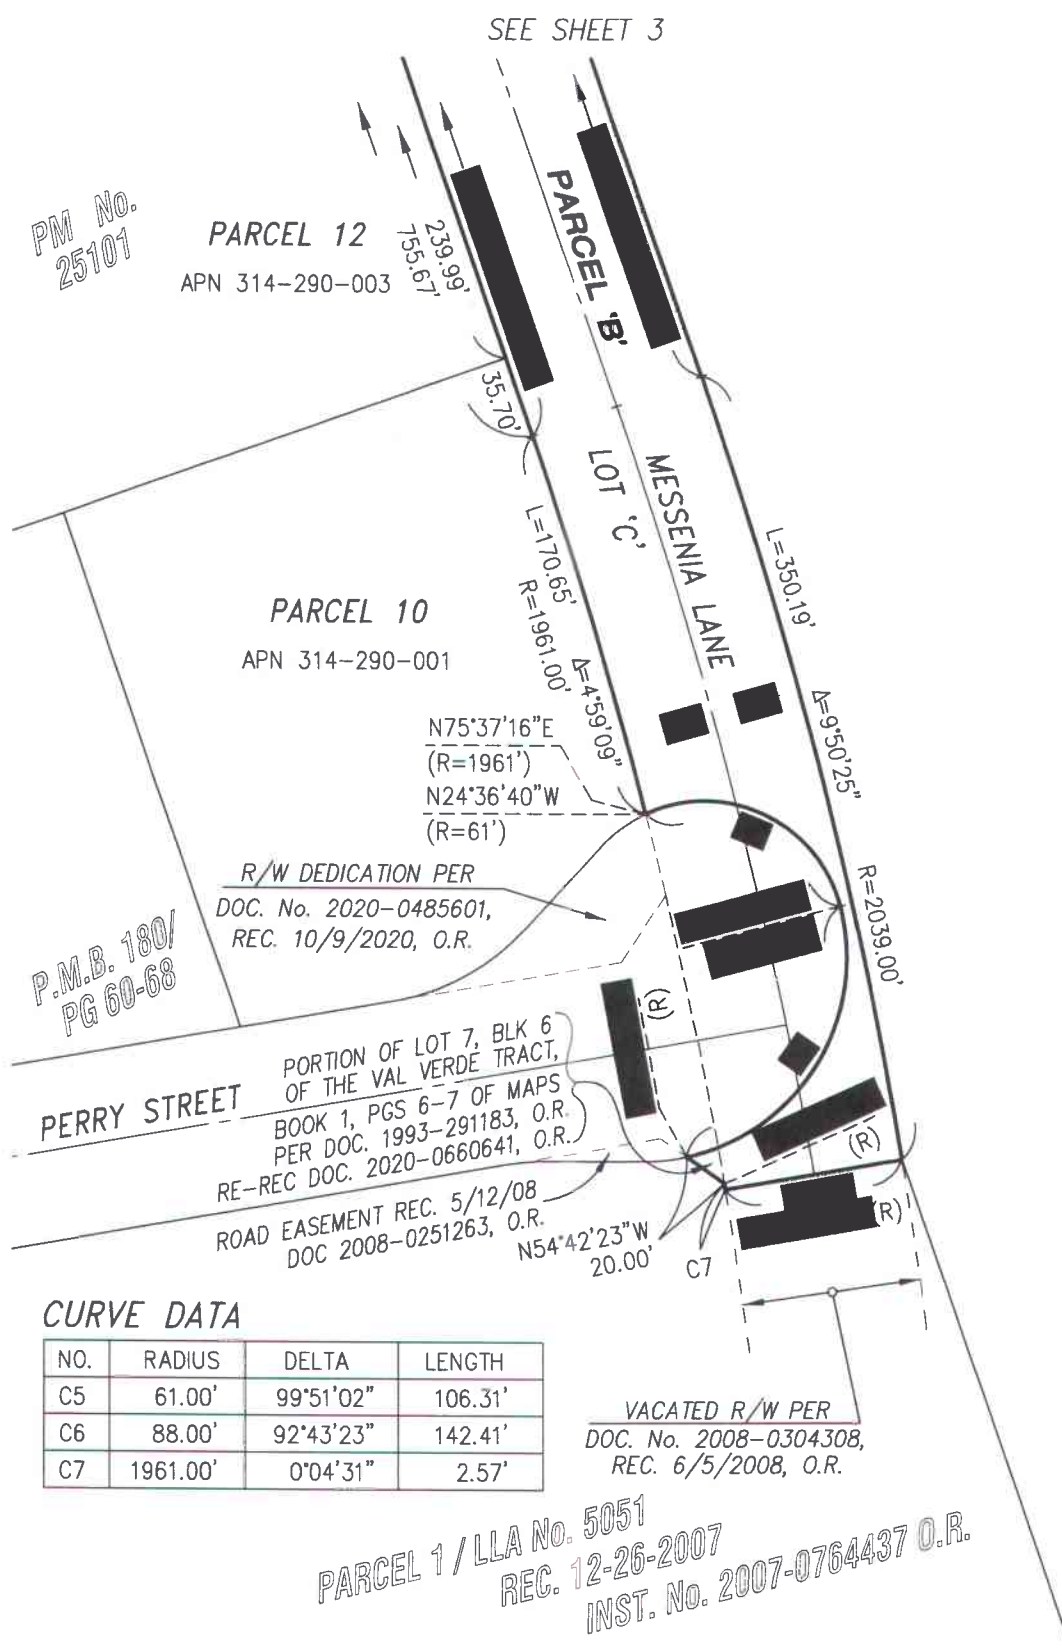 SEE SHEET 3
PM No.
25101
PARCEL 12
APN 314-290-003
239.99'
755.67'
PARCEL 'B'
35.70'
LOT 'C'
MESSENIA LANE
L=170.65'
R=1961.00'
Δ=4°59'09"
L=350.19'
Δ=9°50'25"
R=2039.00'
PARCEL 10
APN 314-290-001
N75°37'16"E
(R=1961')
N24°36'40"W
(R=61')
R/W DEDICATION PER
DOC. No. 2020-0485601,
REC. 10/9/2020, O.R.
P.M.B. 180/
PG 60-68
(R)
PERRY STREET
PORTION OF LOT 7, BLK 6
OF THE VAL VERDE TRACT,
BOOK 1, PGS 6-7 OF MAPS
PER DOC. 1993-291183, O.R.
RE-REC DOC. 2020-0660641, O.R.
(R)
(R)
ROAD EASEMENT REC. 5/12/08
DOC 2008-0251263, O.R.
N54°42'23"W
20.00'
C7
CURVE DATA
NO. RADIUS DELTA LENGTH
C5 61.00' 99°51'02" 106.31'
C6 88.00' 92°43'23" 142.41'
C7 1961.00' 0°04'31" 2.57'
VACATED R/W PER
DOC. No. 2008-0304308,
REC. 6/5/2008, O.R.
PARCEL 1 / LLA No. 5051
REC. 12-26-2007
INST. No. 2007-0764437 O.R.